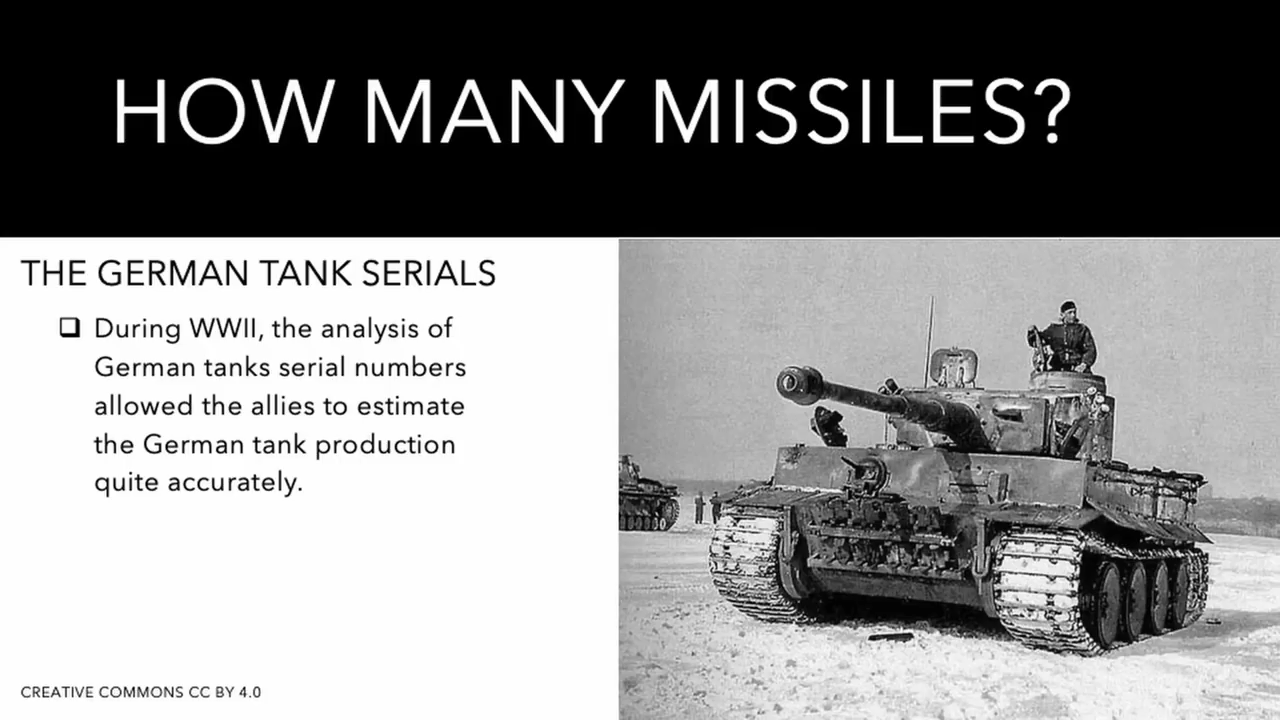 HOW MANY MISSILES?
THE GERMAN TANK SERIALS
During WWII, the analysis of
German tanks serial numbers
allowed the allies to estimate
the German tank production
quite accurately.
CREATIVE COMMONS CC BY 4.0